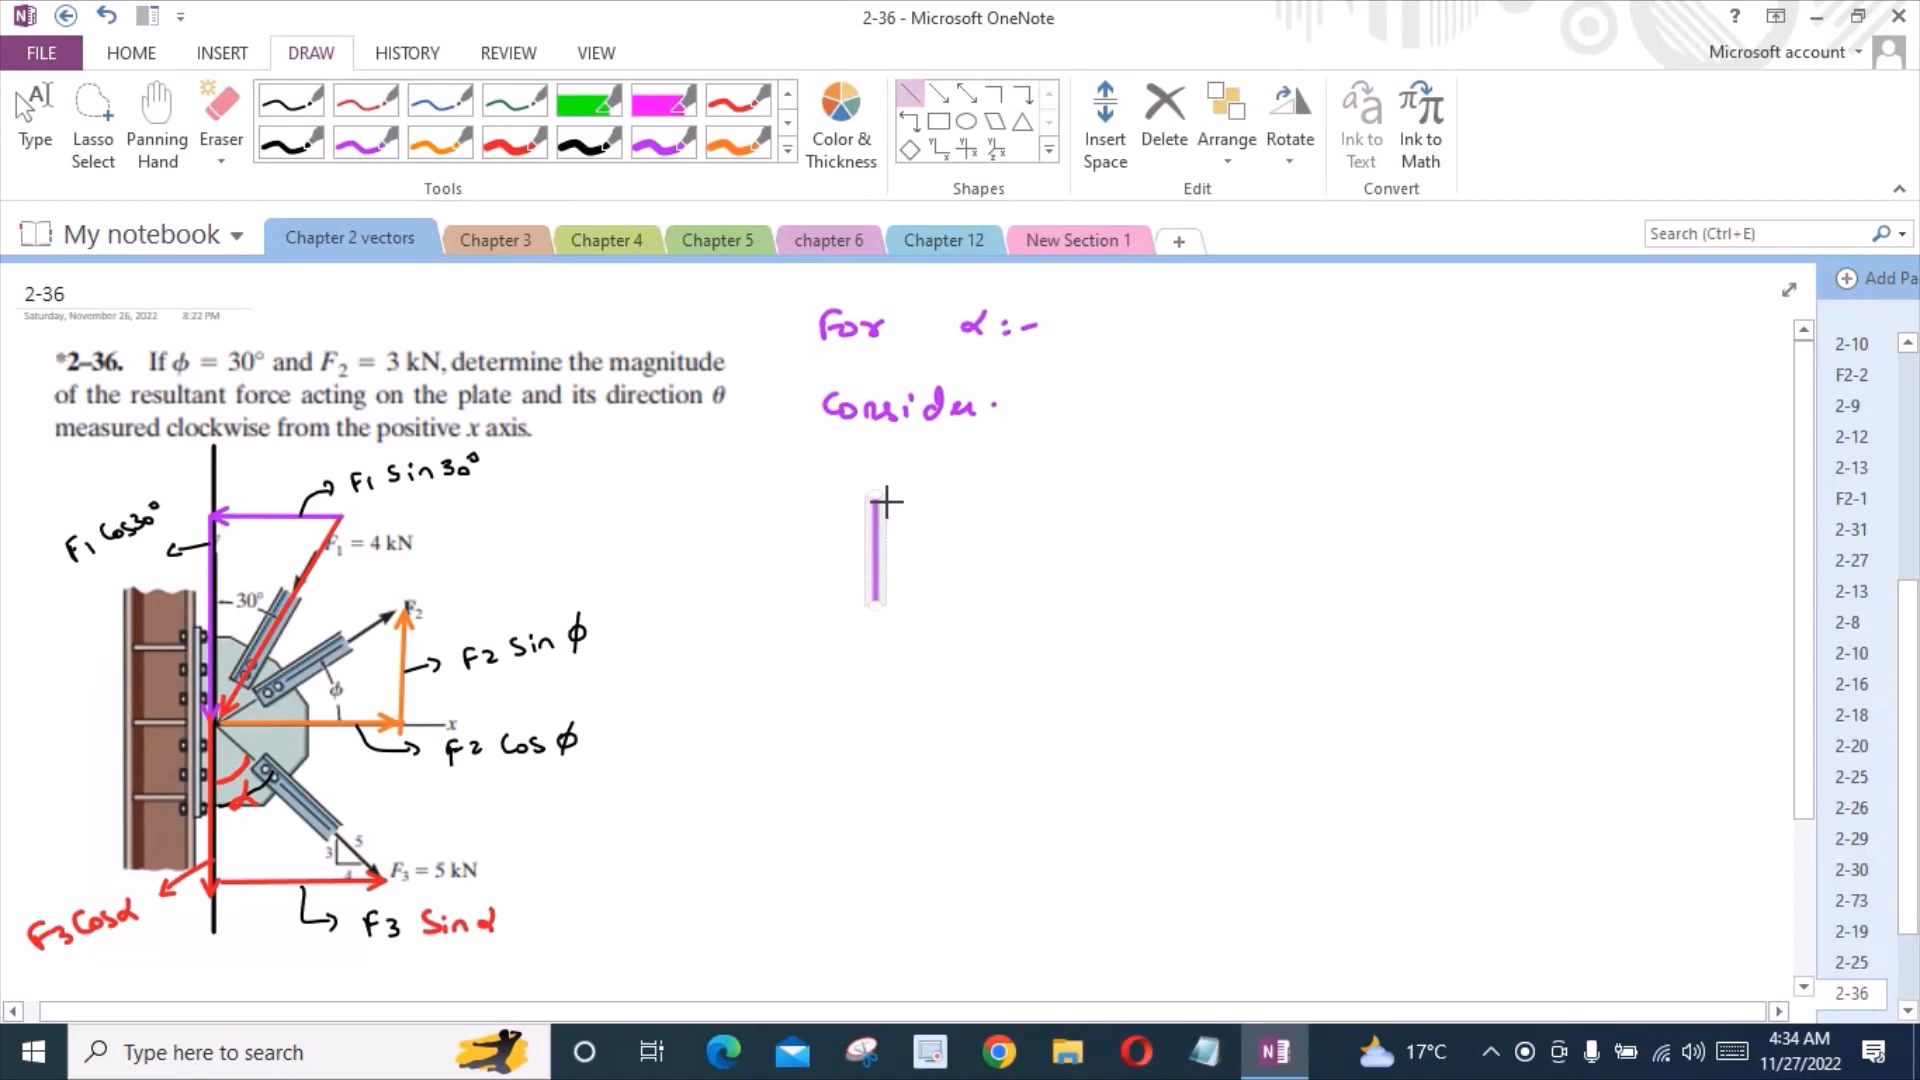 2-36 - Microsoft OneNote
?
FILE
HOME
INSERT
DRAW
HISTORY
REVIEW
VIEW
Microsoft account
Type
Lasso Select
Panning Hand
Eraser
Color & Thickness
Insert Space
Delete
Arrange
Rotate
Ink to Text
Ink to Math
Tools
Shapes
Edit
Convert
My notebook
Chapter 2 vectors
Chapter 3
Chapter 4
Chapter 5
chapter 6
Chapter 12
New Section 1
+
Search (Ctrl+E)
2-36
Saturday, November 26, 2022 8:22 PM
*2–36. If ϕ = 30° and F₂ = 3 kN, determine the magnitude
of the resultant force acting on the plate and its direction θ
measured clockwise from the positive x axis.
F1 Sin 30°
F1 Cos30°
F₁ = 4 kN
30°
F₂
F2 Sin ϕ
ϕ
x
F2 Cos ϕ
α
5
3
4
F₃ = 5 kN
F3 Cosα
F3 Sin α
For α :-
Consider.
Add Pa
2-10
F2-2
2-9
2-12
2-13
F2-1
2-31
2-27
2-13
2-8
2-10
2-16
2-18
2-20
2-25
2-26
2-29
2-30
2-73
2-19
2-25
2-36
Type here to search
17°C
4:34 AM
11/27/2022